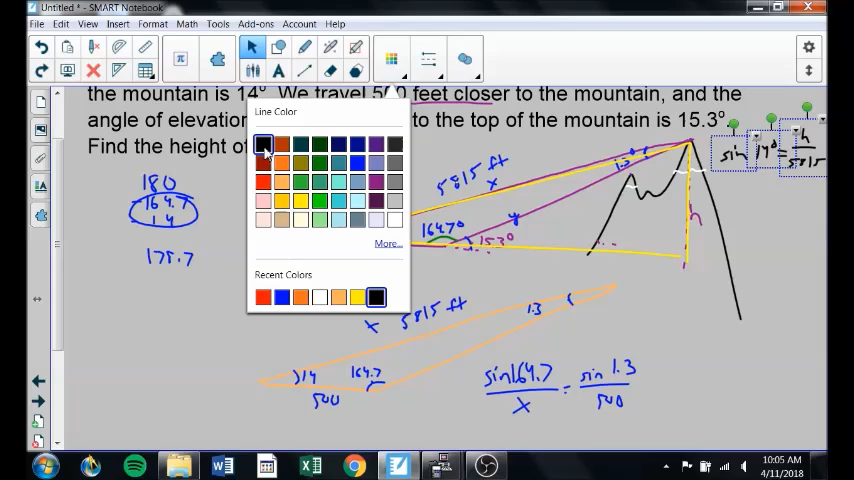 Untitled * - SMART Notebook
File Edit View Insert Format Math Tools Add-ons Account Help
the mountain is 14°. We travel 500 feet closer to the mountain, and the
angle of elevation to the top of the mountain is 15.3°.
Find the height of
Line Color
More...
Recent Colors
180
164.7
14
178.7
5815 ft
x
1.3°
sin 14° = h
5815
164.7°
15.3°
y
h
x 5815 ft
1.3
14
164.7
500
sin 164.7 = sin 1.3
x 500
10:05 AM
4/11/2018